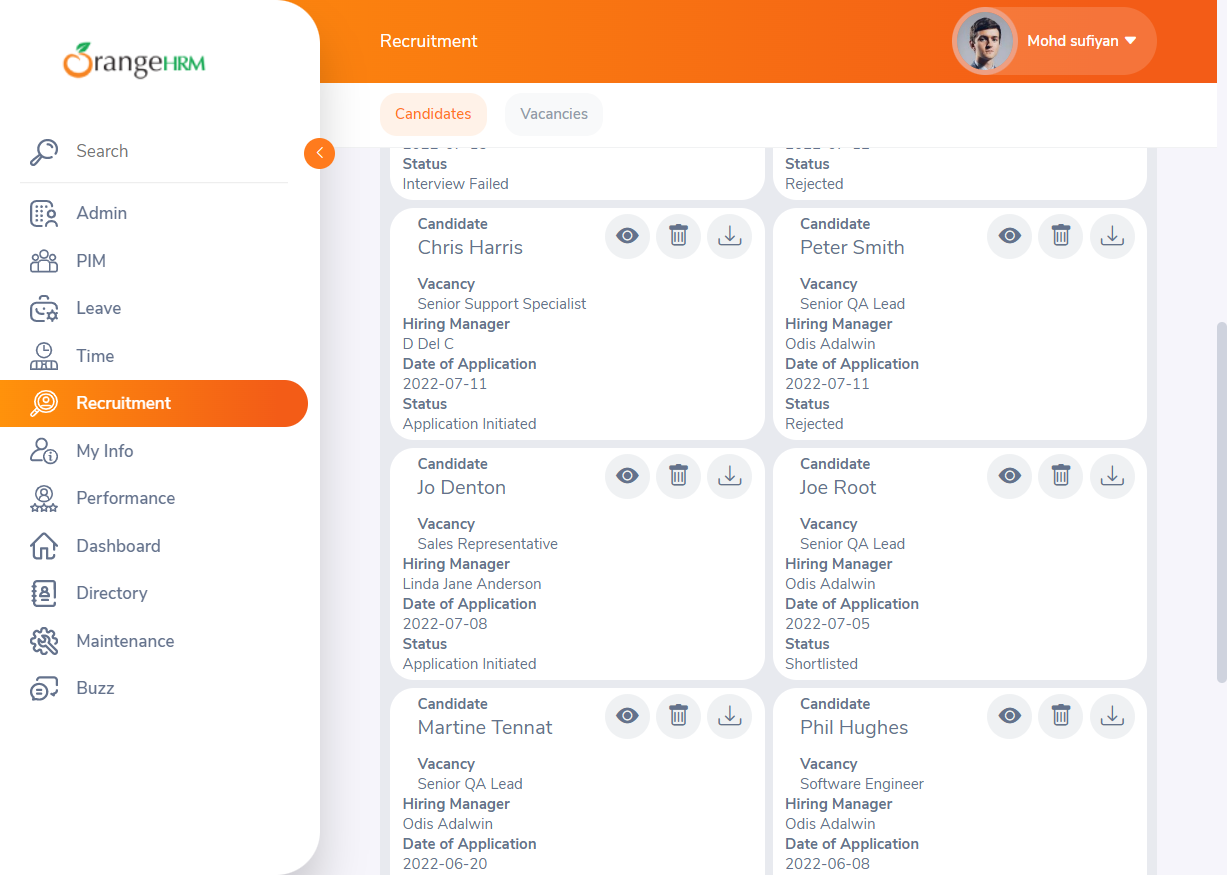 OrangeHRM
Search
Admin
PIM
Leave
Time
Recruitment
My Info
Performance
Dashboard
Directory
Maintenance
Buzz
Recruitment
Mohd sufiyan
Candidates
Vacancies
Status
Interview Failed
Status
Rejected
Candidate
Chris Harris
Vacancy
Senior Support Specialist
Hiring Manager
D Del C
Date of Application
2022-07-11
Status
Application Initiated
Candidate
Peter Smith
Vacancy
Senior QA Lead
Hiring Manager
Odis Adalwin
Date of Application
2022-07-11
Status
Rejected
Candidate
Jo Denton
Vacancy
Sales Representative
Hiring Manager
Linda Jane Anderson
Date of Application
2022-07-08
Status
Application Initiated
Candidate
Joe Root
Vacancy
Senior QA Lead
Hiring Manager
Odis Adalwin
Date of Application
2022-07-05
Status
Shortlisted
Candidate
Martine Tennat
Vacancy
Senior QA Lead
Hiring Manager
Odis Adalwin
Date of Application
2022-06-20
Candidate
Phil Hughes
Vacancy
Software Engineer
Hiring Manager
Odis Adalwin
Date of Application
2022-06-08